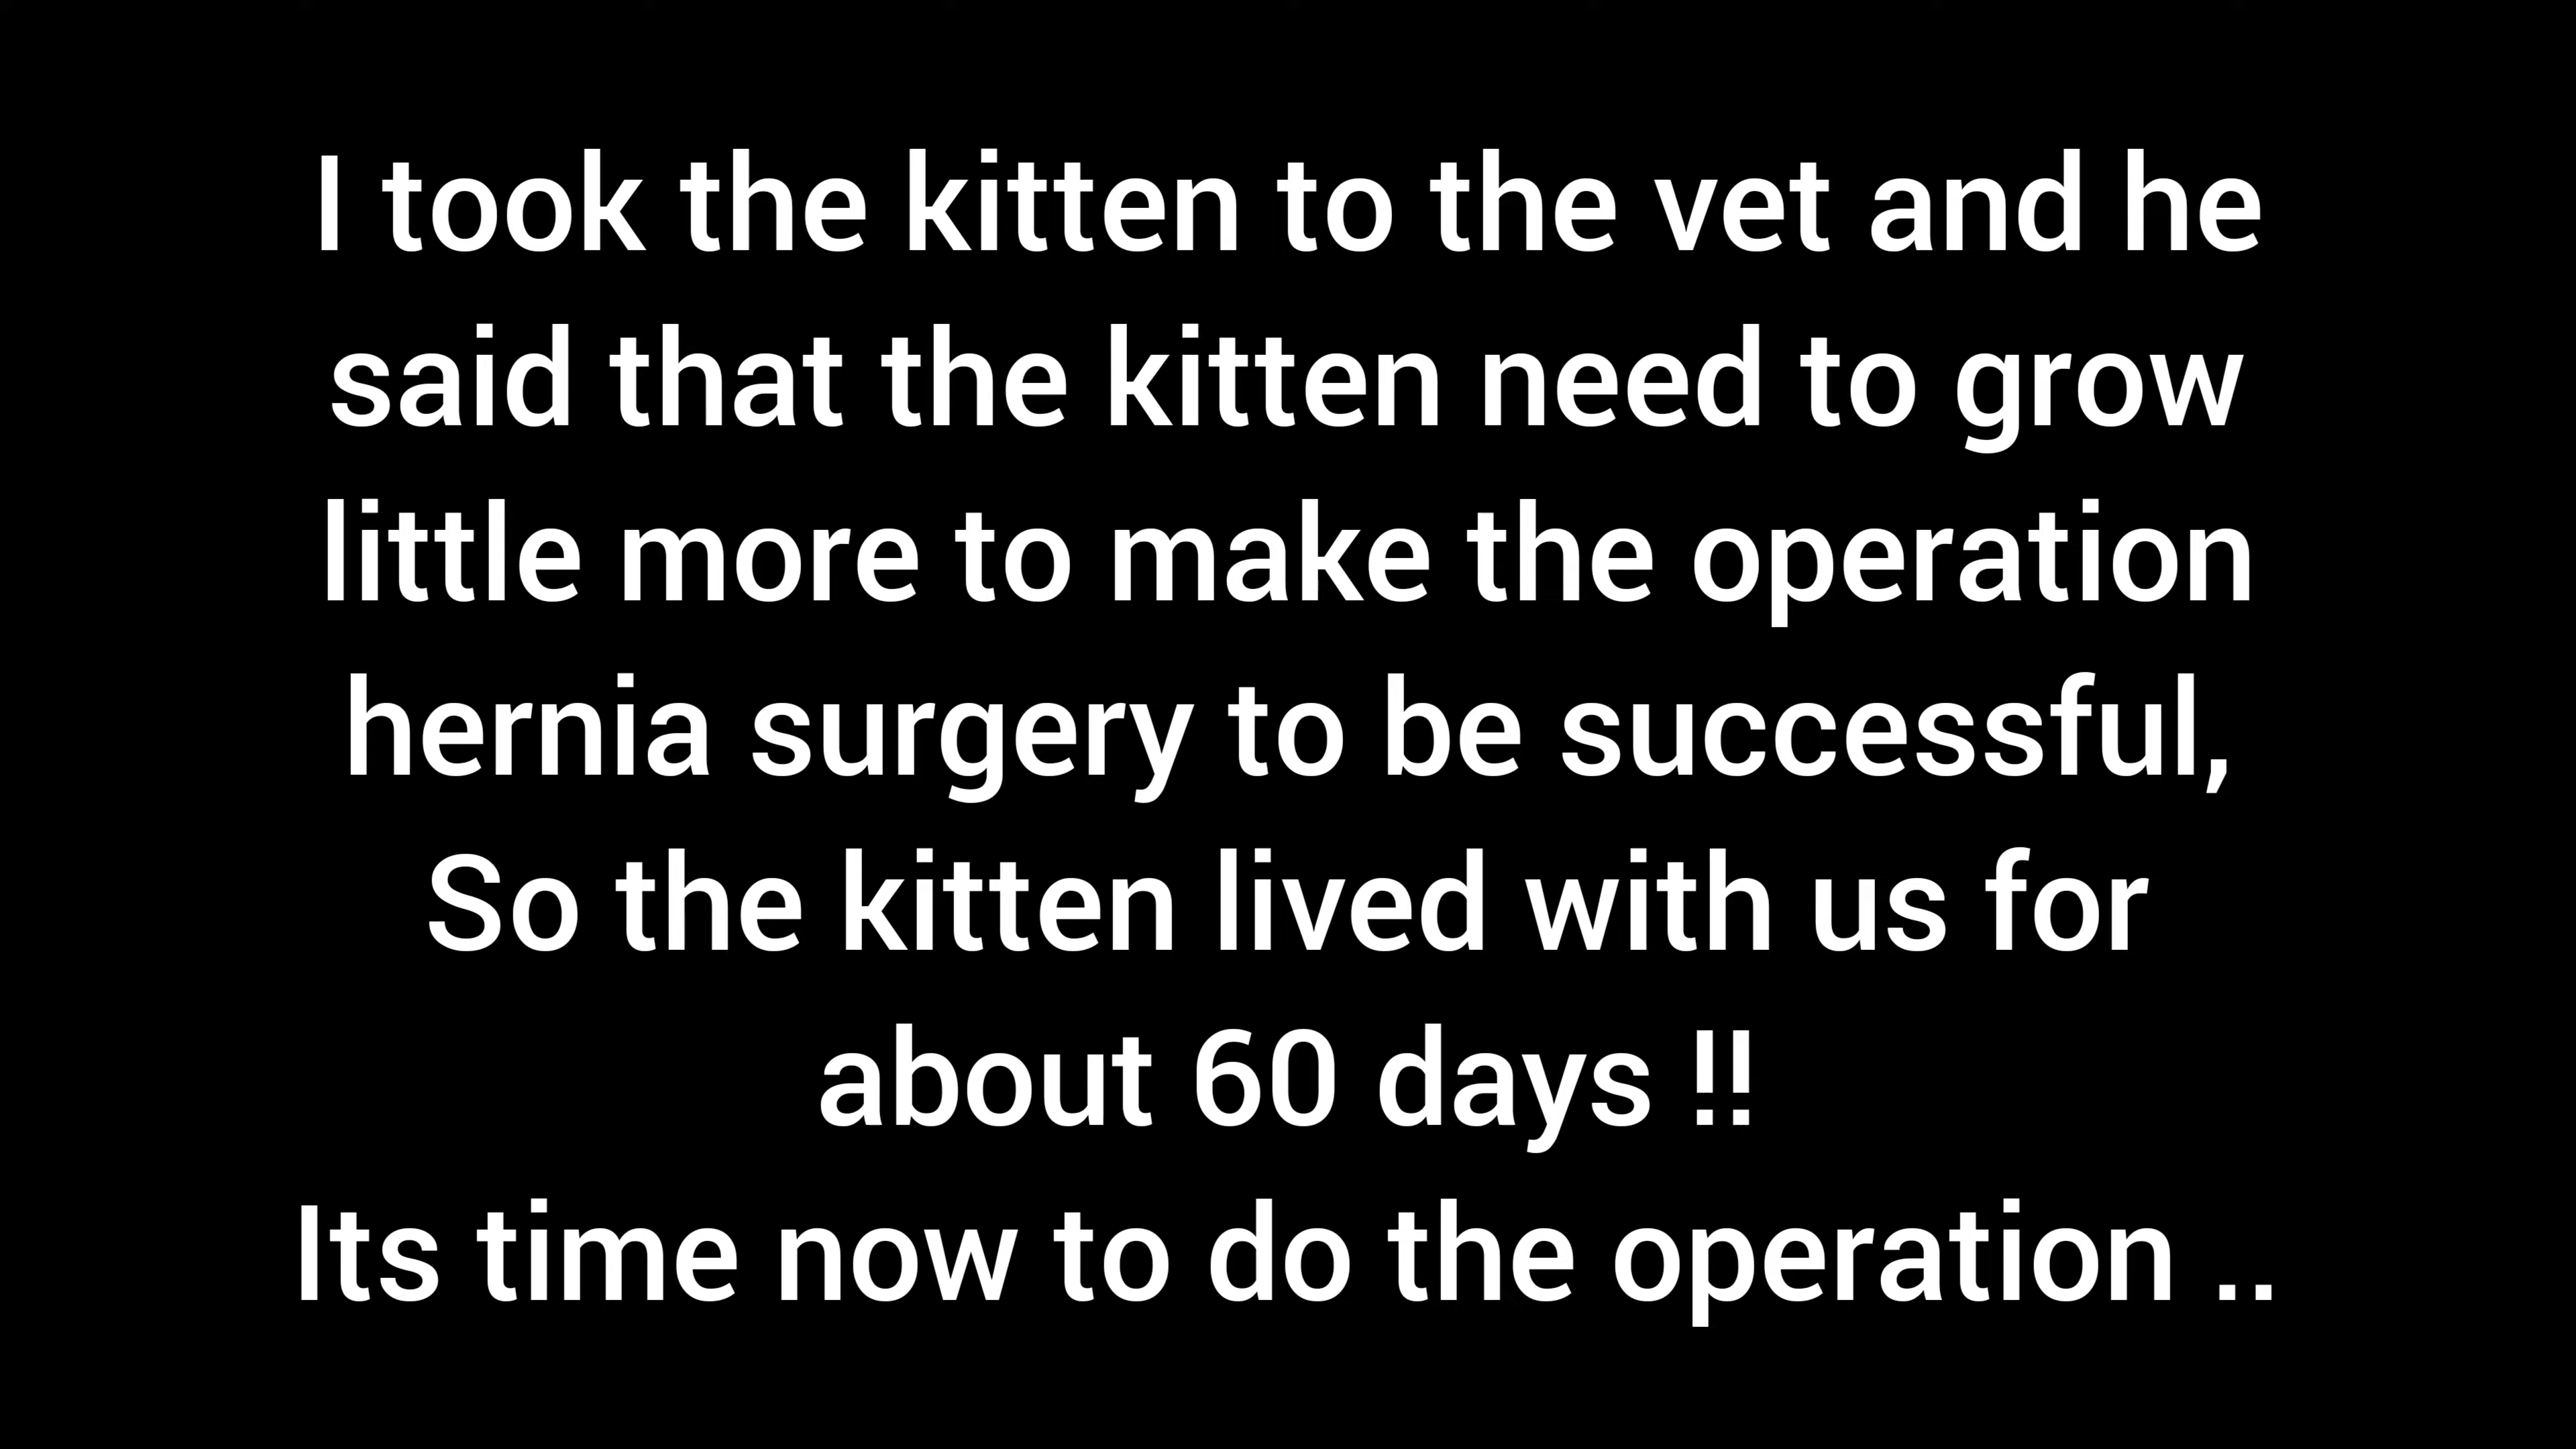 I took the kitten to the vet and he
said that the kitten need to grow
little more to make the operation
hernia surgery to be successful,
So the kitten lived with us for
about 60 days !!
Its time now to do the operation ..